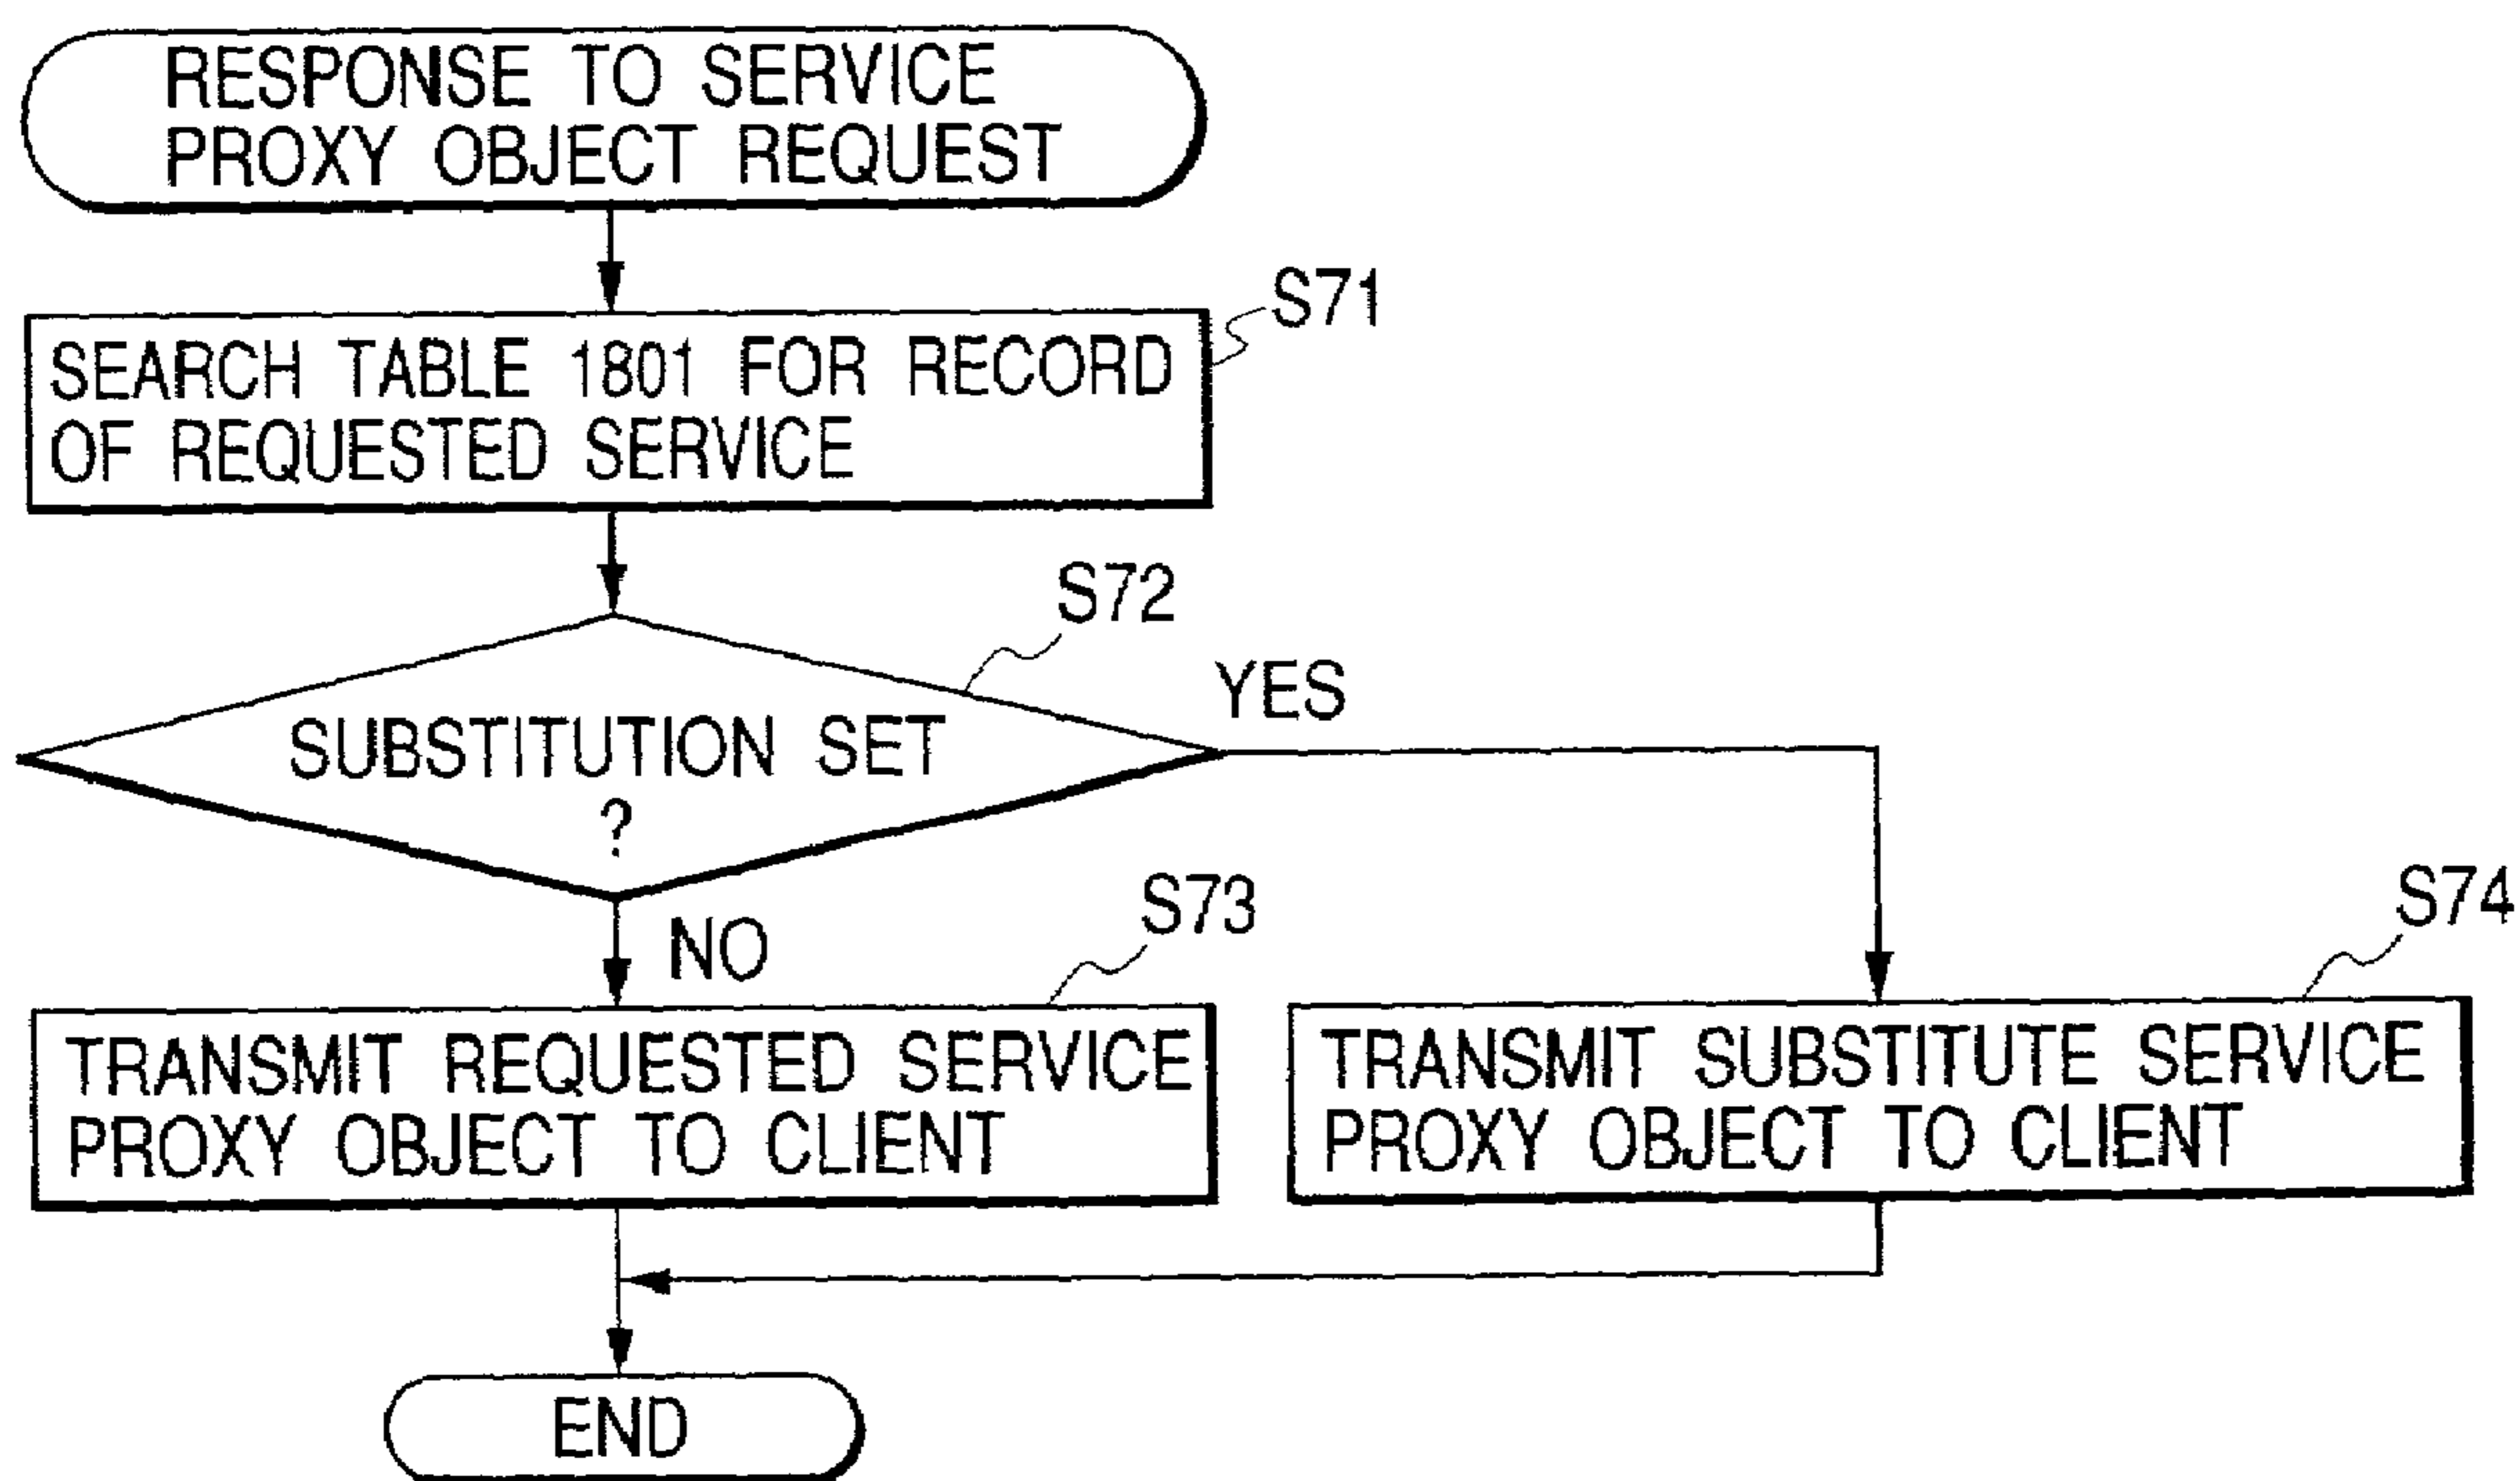 RESPONSE TO SERVICE
PROXY OBJECT REQUEST
S71
SEARCH TABLE 1801 FOR RECORD
OF REQUESTED SERVICE
S72
YES
SUBSTITUTION SET
?
NO
S73
S74
TRANSMIT REQUESTED SERVICE
PROXY OBJECT TO CLIENT
TRANSMIT SUBSTITUTE SERVICE
PROXY OBJECT TO CLIENT
END